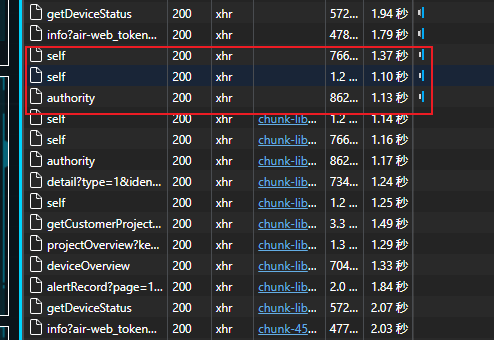 getDeviceStatus 200 xhr 572... 1.94 秒
info?air-web_token... 200 xhr 478... 1.79 秒
self 200 xhr 766... 1.37 秒
self 200 xhr 1.2 ... 1.10 秒
authority 200 xhr 862... 1.13 秒
self 200 xhr chunk-lib... 1.2 ... 1.14 秒
self 200 xhr chunk-lib... 766... 1.16 秒
authority 200 xhr chunk-lib... 862... 1.17 秒
detail?type=1&iden... 200 xhr chunk-lib... 734... 1.24 秒
self 200 xhr chunk-lib... 1.2 ... 1.25 秒
getCustomerProject... 200 xhr chunk-lib... 3.3 ... 1.49 秒
projectOverview?ke... 200 xhr chunk-lib... 1.3 ... 1.29 秒
deviceOverview 200 xhr chunk-lib... 704... 1.33 秒
alertRecord?page=1... 200 xhr chunk-lib... 2.0 ... 1.84 秒
getDeviceStatus 200 xhr chunk-lib... 572... 2.07 秒
info?air-web_token... 200 xhr chunk-45... 477... 2.03 秒